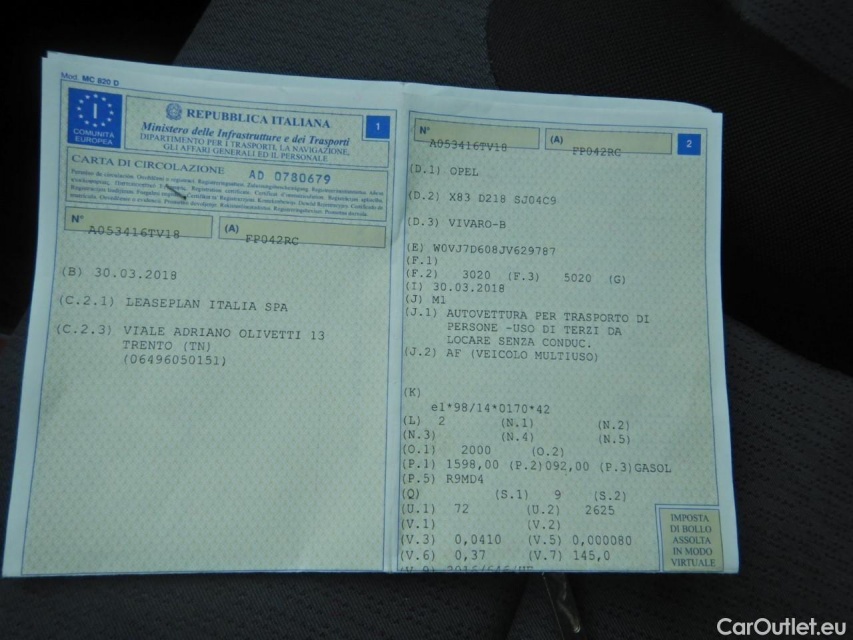 Mod. MC 820 D
I
COMUNITÀ
EUROPEA
REPUBBLICA ITALIANA
Ministero delle Infrastrutture e dei Trasporti
DIPARTIMENTO PER I TRASPORTI, LA NAVIGAZIONE,
GLI AFFARI GENERALI ED IL PERSONALE
1
CARTA DI CIRCOLAZIONE
AD 0780679
N° A053416TV18
(A) FP042RC
(B) 30.03.2018
(C.2.1) LEASEPLAN ITALIA SPA
(C.2.3) VIALE ADRIANO OLIVETTI 13
TRENTO (TN)
(06496050151)
N° A053416TV18
(A) FP042RC
2
(D.1) OPEL
(D.2) X83 D218 SJ04C9
(D.3) VIVARO-B
(E) W0VJ7D608JV629787
(F.1)
(F.2) 3020 (F.3) 5020 (G)
(I) 30.03.2018
(J) M1
(J.1) AUTOVETTURA PER TRASPORTO DI
PERSONE -USO DI TERZI DA
LOCARE SENZA CONDUC.
(J.2) AF (VEICOLO MULTIUSO)
(K)
e1*98/14*0170*42
(L) 2 (N.1) (N.2)
(N.3) (N.4) (N.5)
(O.1) 2000 (O.2)
(P.1) 1598,00 (P.2)092,00 (P.3)GASOL
(P.5) R9MD4
(Q) (S.1) 9 (S.2)
(U.1) 72 (U.2) 2625
(V.1) (V.2)
(V.3) 0,0410 (V.5) 0,000080
(V.6) 0,37 (V.7) 145,0
IMPOSTA
DI BOLLO
ASSOLTA
IN MODO
VIRTUALE
CarOutlet.eu